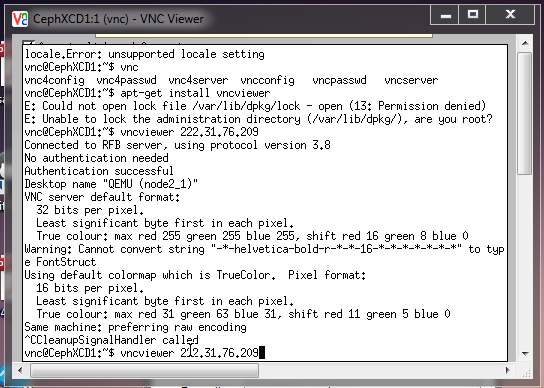 CephXCD1:1 (vnc) - VNC Viewer
locale.Error: unsupported locale setting
vnc@CephXCD1:~$ vnc
vnc4config vnc4passwd vnc4server vncconfig vncpasswd vncserver
vnc@CephXCD1:~$ apt-get install vncviewer
E: Could not open lock file /var/lib/dpkg/lock - open (13: Permission denied)
E: Unable to lock the administration directory (/var/lib/dpkg/), are you root?
vnc@CephXCD1:~$ vncviewer 222.31.76.209
Connected to RFB server, using protocol version 3.8
No authentication needed
Authentication successful
Desktop name "QEMU (node2_1)"
VNC server default format:
32 bits per pixel.
Least significant byte first in each pixel.
True colour: max red 255 green 255 blue 255, shift red 16 green 8 blue 0
Warning: Cannot convert string "-*-helvetica-bold-r-*-*-16-*-*-*-*-*-*-*" to typ
e FontStruct
Using default colormap which is TrueColor. Pixel format:
16 bits per pixel.
Least significant byte first in each pixel.
True colour: max red 31 green 63 blue 31, shift red 11 green 5 blue 0
Same machine: preferring raw encoding
^CCleanupSignalHandler called
vnc@CephXCD1:~$ vncviewer 212.31.76.209